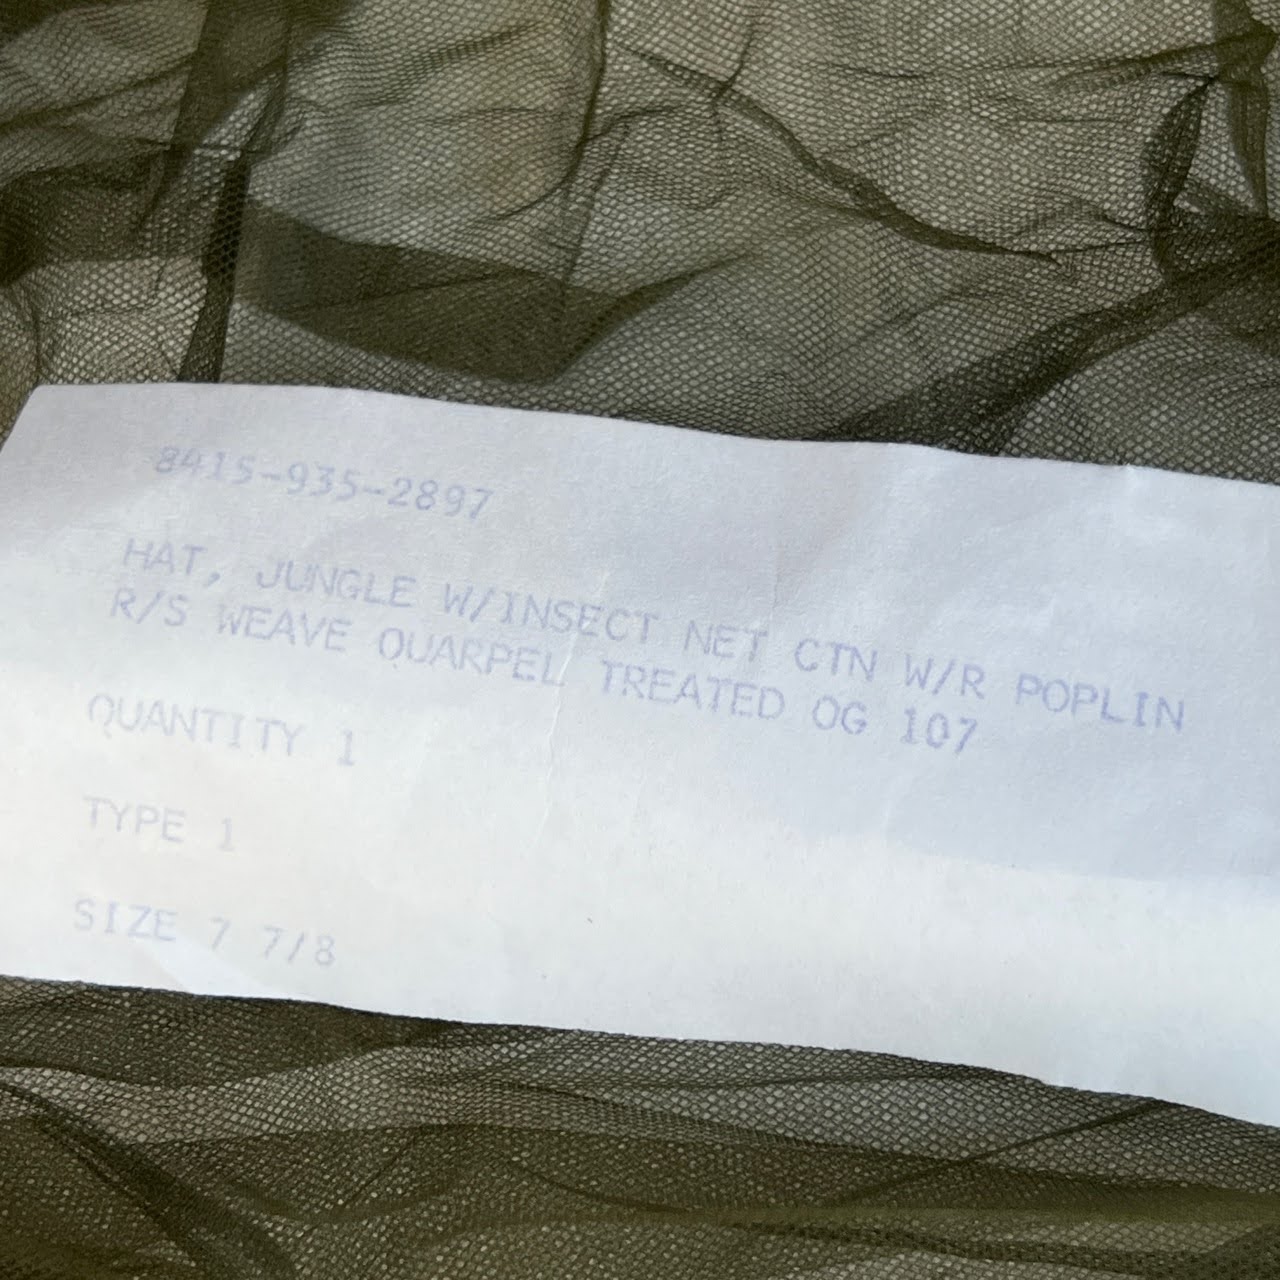 8415-935-2897
HAT, JUNGLE W/INSECT NET CTN W/R POPLIN
R/S WEAVE QUARPEL TREATED OG 107
QUANTITY 1
TYPE 1
SIZE 7 7/8